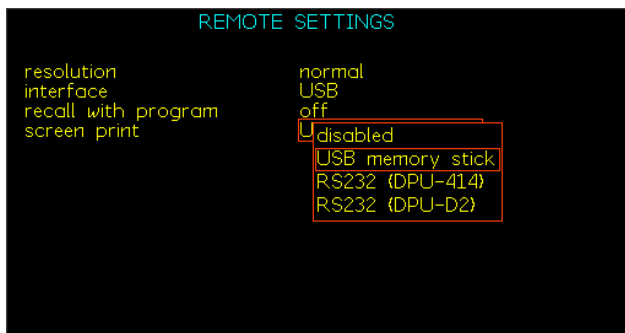 REMOTE SETTINGS
resolution normal
interface USB
recall with program off
screen print U
disabled
USB memory stick
RS232 (DPU-414)
RS232 (DPU-D2)